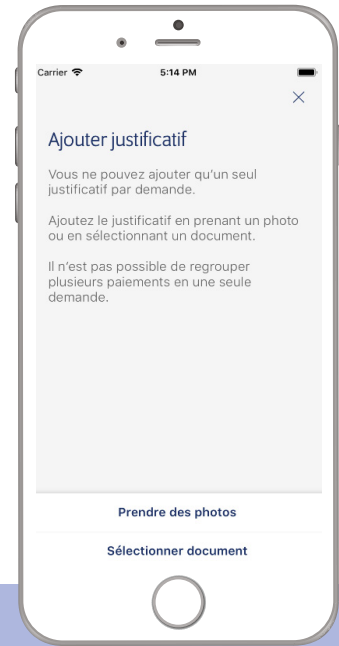 Carrier 5:14 PM
Ajouter justificatif
Vous ne pouvez ajouter qu'un seul
justificatif par demande.
Ajoutez le justificatif en prenant un photo
ou en sélectionnant un document.
Il n'est pas possible de regrouper
plusieurs paiements en une seule
demande.
Prendre des photos
Sélectionner document